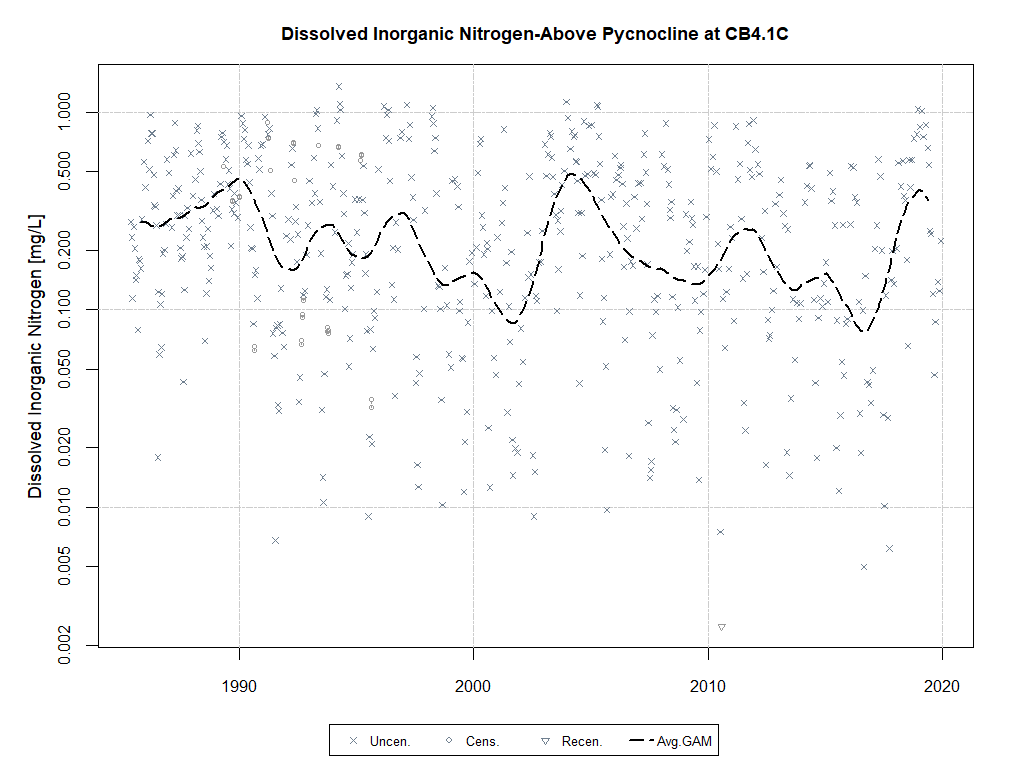 Dissolved Inorganic Nitrogen-Above Pycnocline at CB4.1C
Dissolved Inorganic Nitrogen [mg/L]
1.000
0.500
0.200
0.100
0.050
0.020
0.010
0.005
0.002
1990 2000 2010 2020
Uncen. Cens. Recen. Avg.GAM